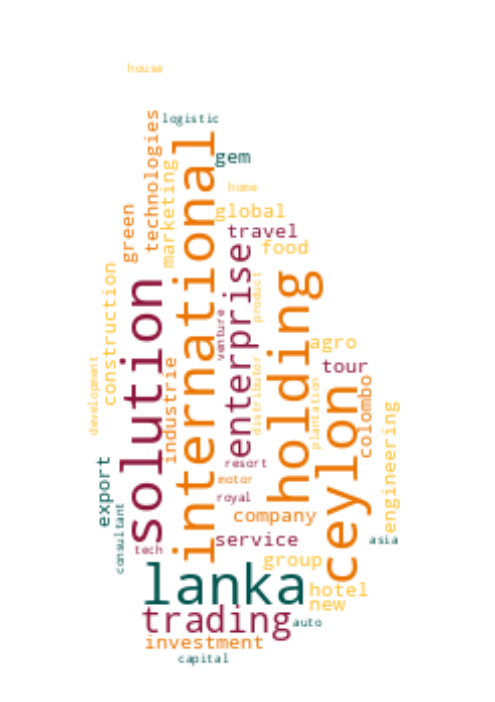 house
logistic
technologies
international
gem
marketing
home
green
global
travel
food
enterprise
construction
holding
product
solution
venture
agro
industrie
development
distributor
tour
colombo
plantation
ceylon
engineering
export
resort
motor
royal
consultant
company
service
asia
tech
group
lanka
hotel
new
trading
auto
investment
capital